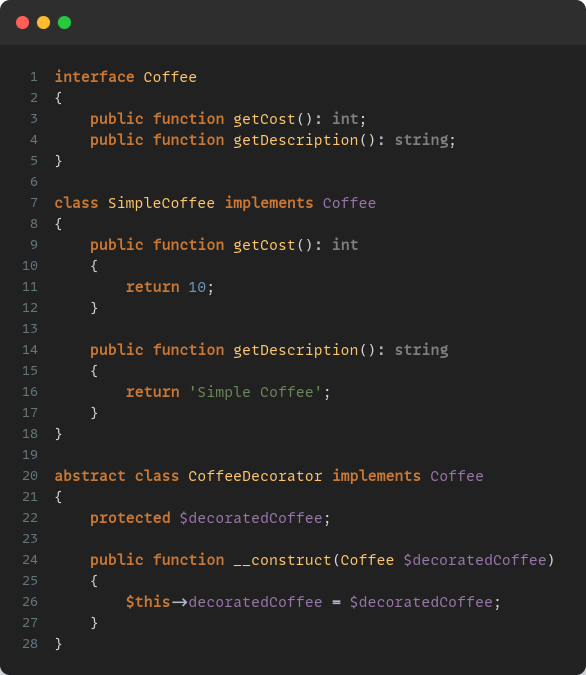 1 interface Coffee
2 {
3     public function getCost(): int;
4     public function getDescription(): string;
5 }
6
7 class SimpleCoffee implements Coffee
8 {
9     public function getCost(): int
10     {
11         return 10;
12     }
13
14     public function getDescription(): string
15     {
16         return 'Simple Coffee';
17     }
18 }
19
20 abstract class CoffeeDecorator implements Coffee
21 {
22     protected $decoratedCoffee;
23
24     public function __construct(Coffee $decoratedCoffee)
25     {
26         $this->decoratedCoffee = $decoratedCoffee;
27     }
28 }